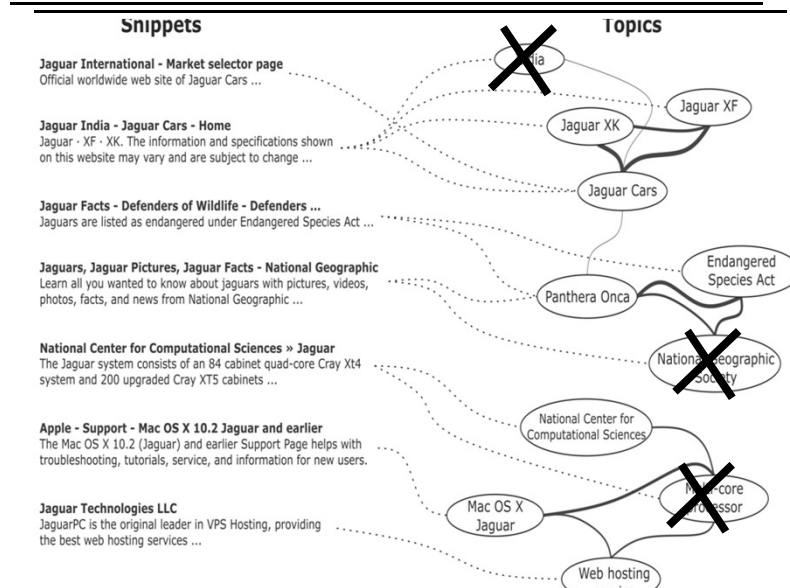 Snippets
Topics
Jaguar International - Market selector page
Official worldwide web site of Jaguar Cars ...
Jaguar India - Jaguar Cars - Home
Jaguar · XF · XK. The information and specifications shown
on this website may vary and are subject to change ...
Jaguar Facts - Defenders of Wildlife - Defenders ...
Jaguars are listed as endangered under Endangered Species Act ...
Jaguars, Jaguar Pictures, Jaguar Facts - National Geographic
Learn all you wanted to know about jaguars with pictures, videos,
photos, facts, and news from National Geographic ...
National Center for Computational Sciences » Jaguar
The Jaguar system consists of an 84 cabinet quad-core Cray Xt4
system and 200 upgraded Cray XT5 cabinets ...
Apple - Support - Mac OS X 10.2 Jaguar and earlier
The Mac OS X 10.2 (Jaguar) and earlier Support Page helps with
troubleshooting, tutorials, service, and information for new users.
Jaguar Technologies LLC
JaguarPC is the original leader in VPS Hosting, providing
the best web hosting services ...
Jaguar XF
Jaguar XK
Jaguar Cars
Endangered
Species Act
Panthera Onca
National Geographic
Society
National Center for
Computational Sciences
processor
Mac OS X
Jaguar
Web hosting